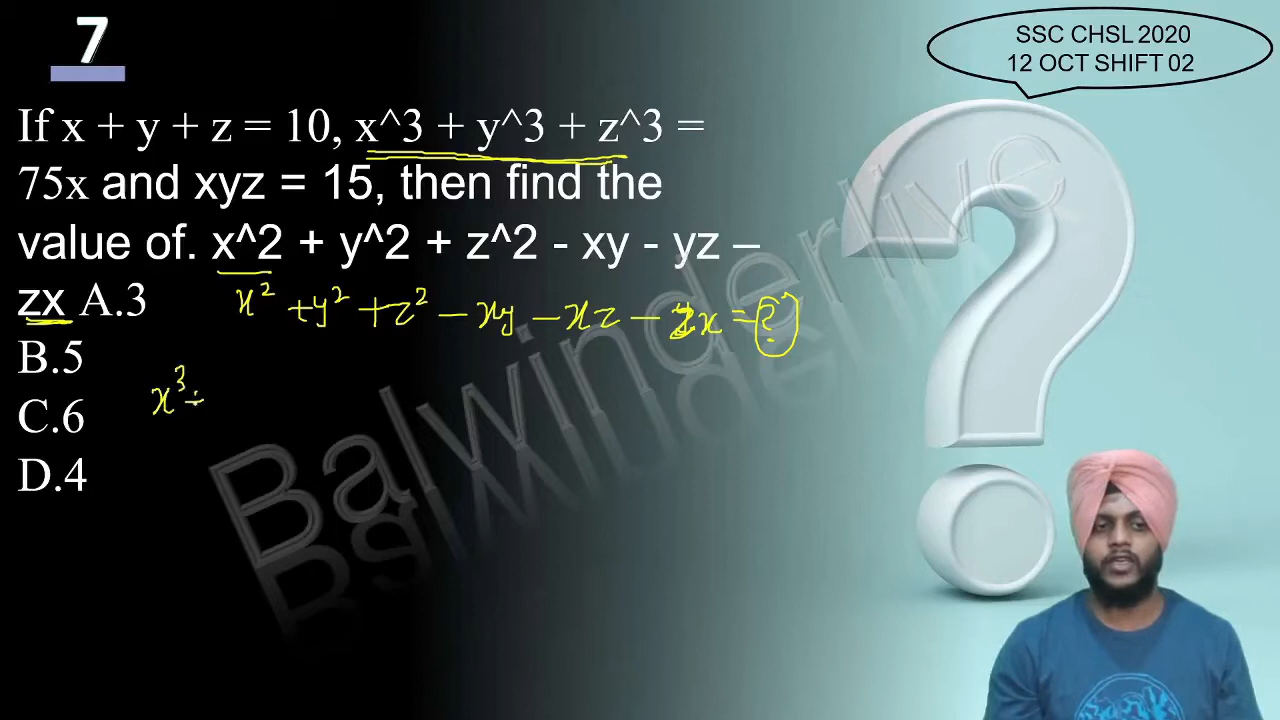 7
SSC CHSL 2020
12 OCT SHIFT 02
If x + y + z = 10, x^3 + y^3 + z^3 =
75x and xyz = 15, then find the
value of. x^2 + y^2 + z^2 - xy - yz –
zx A.3
x² + y² + z² - xy - xz - zx = ?
B.5
x³ +
C.6
D.4
Balwinderlive